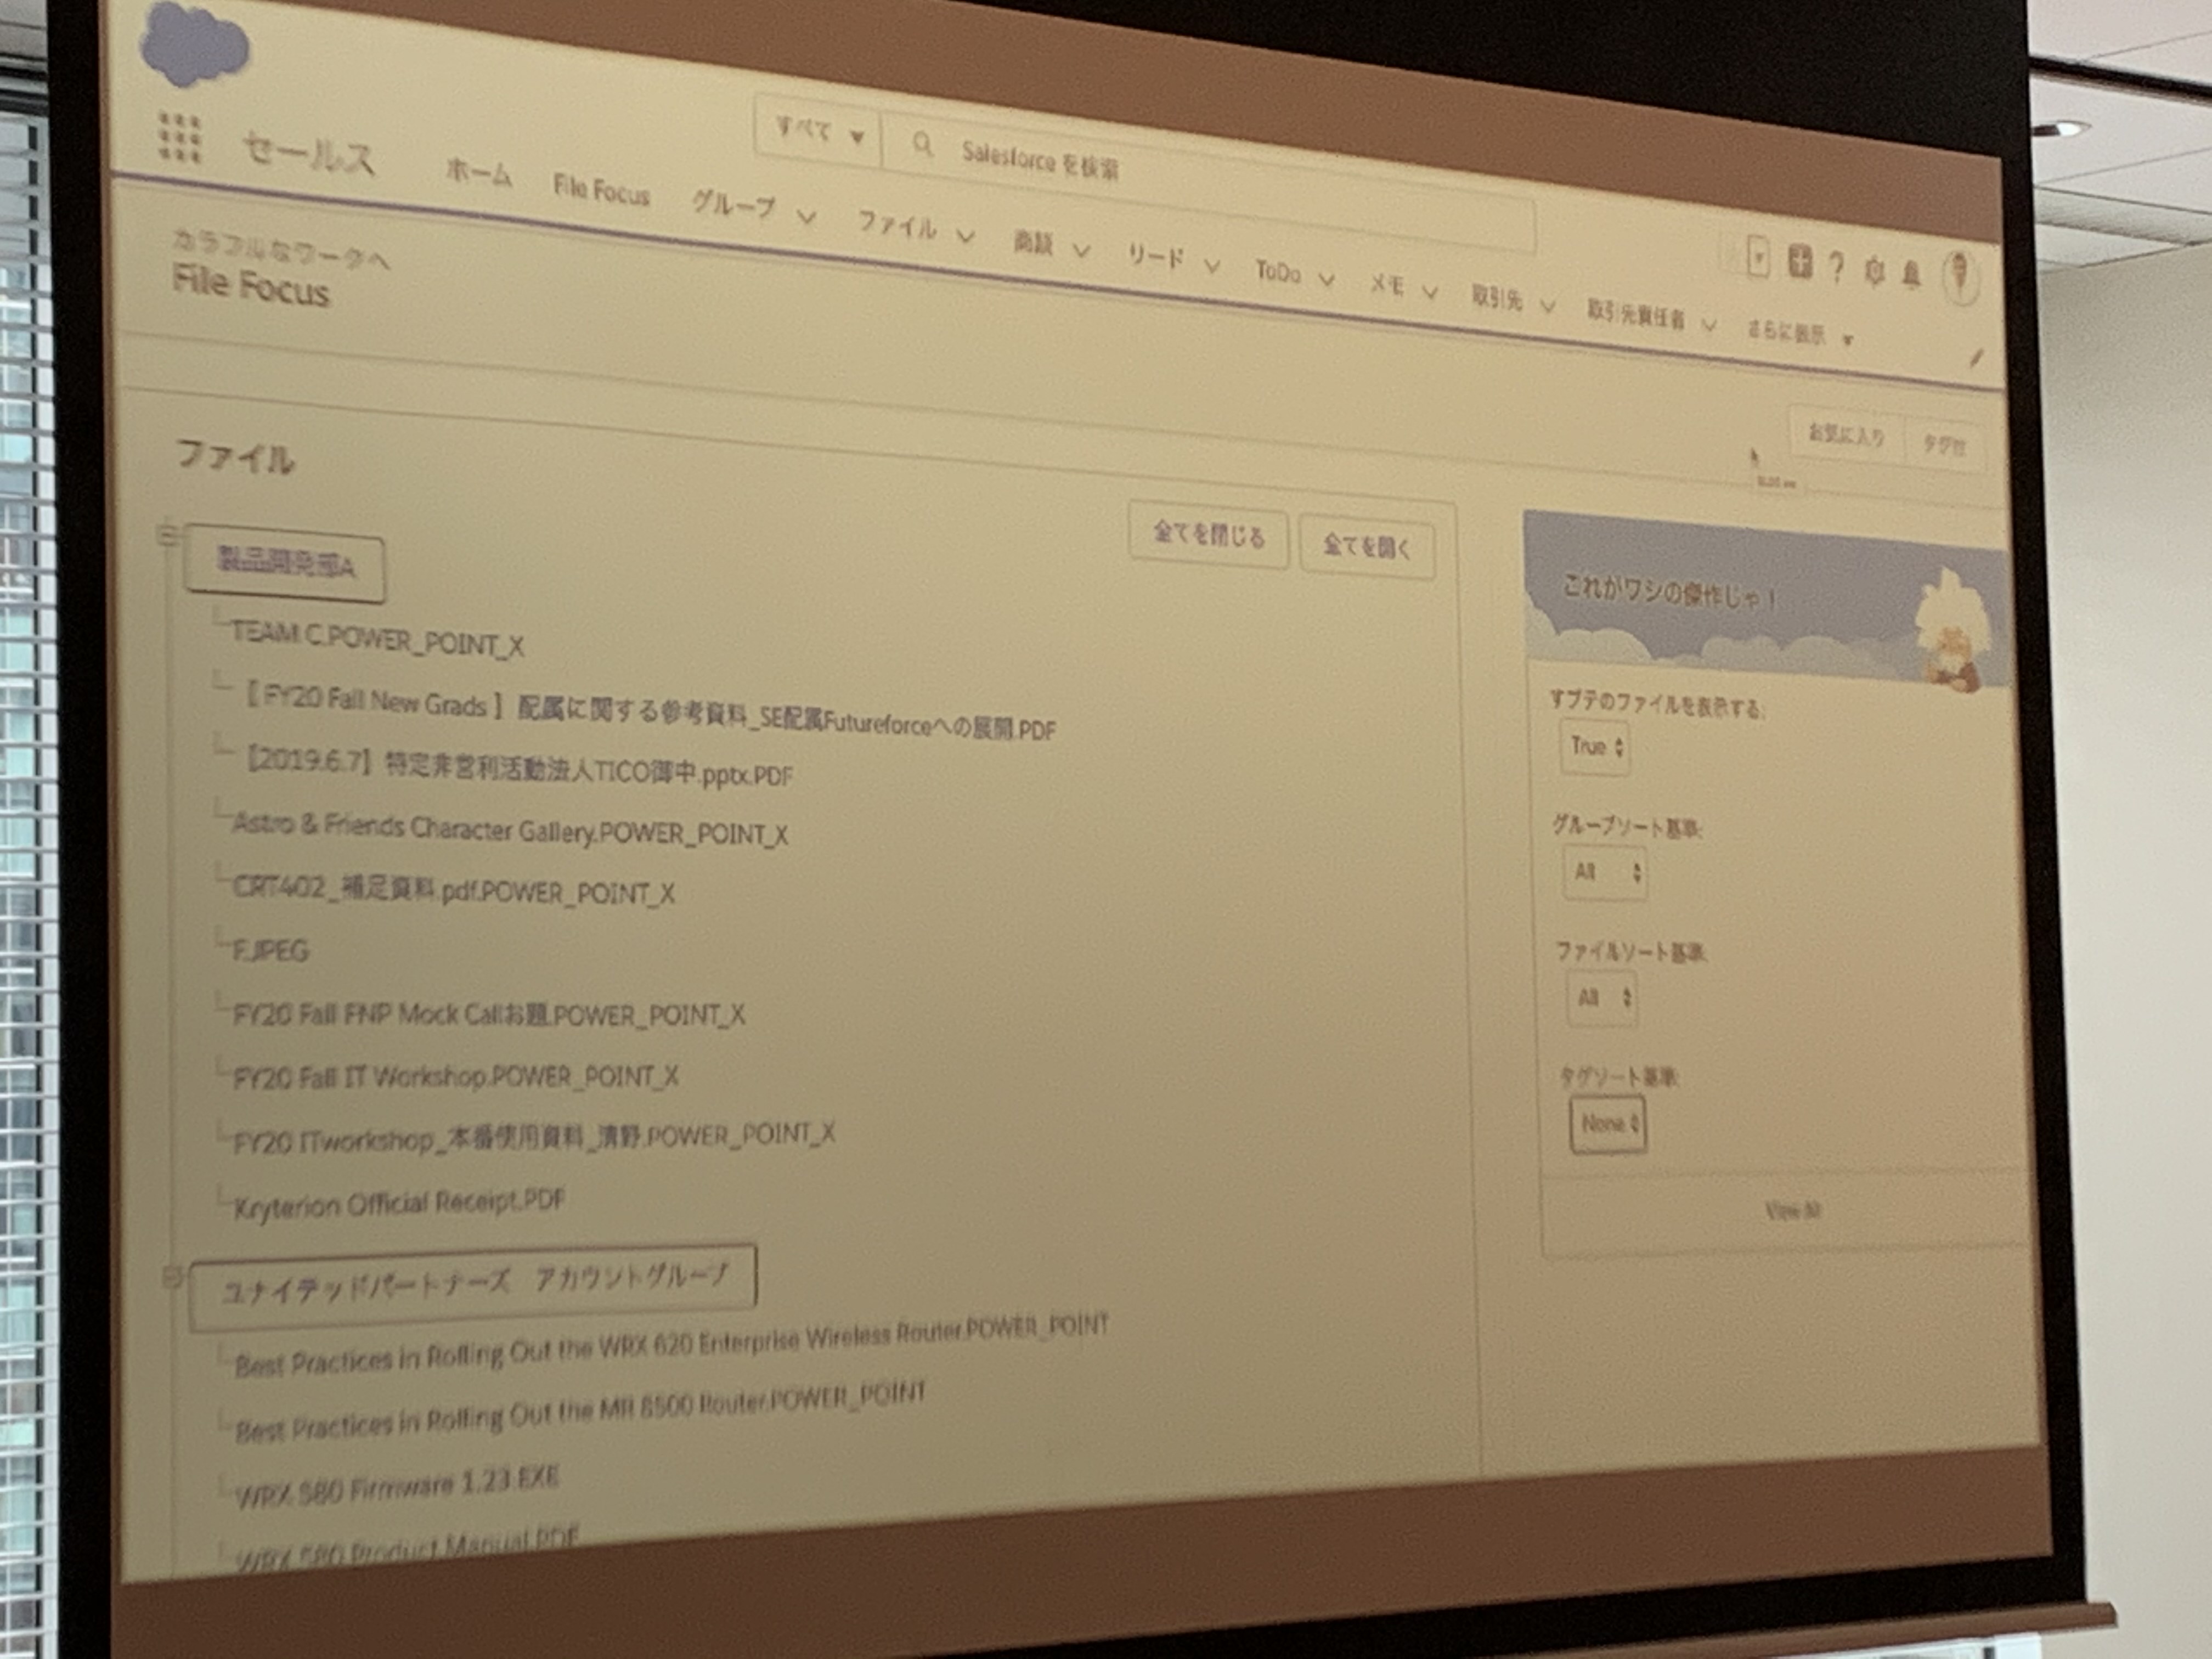 すべて Salesforce を検索
セールス ホーム File Focus グループ ファイル 商談 リード ToDo メモ 取引先 取引先責任者 さらに表示
カラフルなワークへ
File Focus
お気に入り
ファイル
全てを閉じる 全てを開く
製品開発部A
TEAM C.POWER_POINT_X
[ FY20 Fall New Grads ] 配属に関する参考資料_SE配属Futureforceへの展開.PDF
【2019.6.7】特定非営利活動法人TICO御中.pptx.PDF
Astro & Friends Character Gallery.POWER_POINT_X
CRT402_補足資料.pdf.POWER_POINT_X
F.JPEG
FY20 Fall FNP Mock Callお題.POWER_POINT_X
FY20 Fall IT Workshop.POWER_POINT_X
FY20 ITworkshop_本番使用資料_清野.POWER_POINT_X
Kryterion Official Receipt.PDF
ユナイテッドパートナーズ アカウントグループ
Best Practices in Rolling Out the WRX 620 Enterprise Wireless Router.POWER_POINT
Best Practices in Rolling Out the MR 8500 Router.POWER_POINT
WRX 580 Firmware 1.23.EXE
WRX 580 Product Manual.PDF
これがワシの傑作じゃ！
すブテのファイルを表示する:
True
グループソート基準:
All
ファイルソート基準:
All
タグソート基準:
None
View All